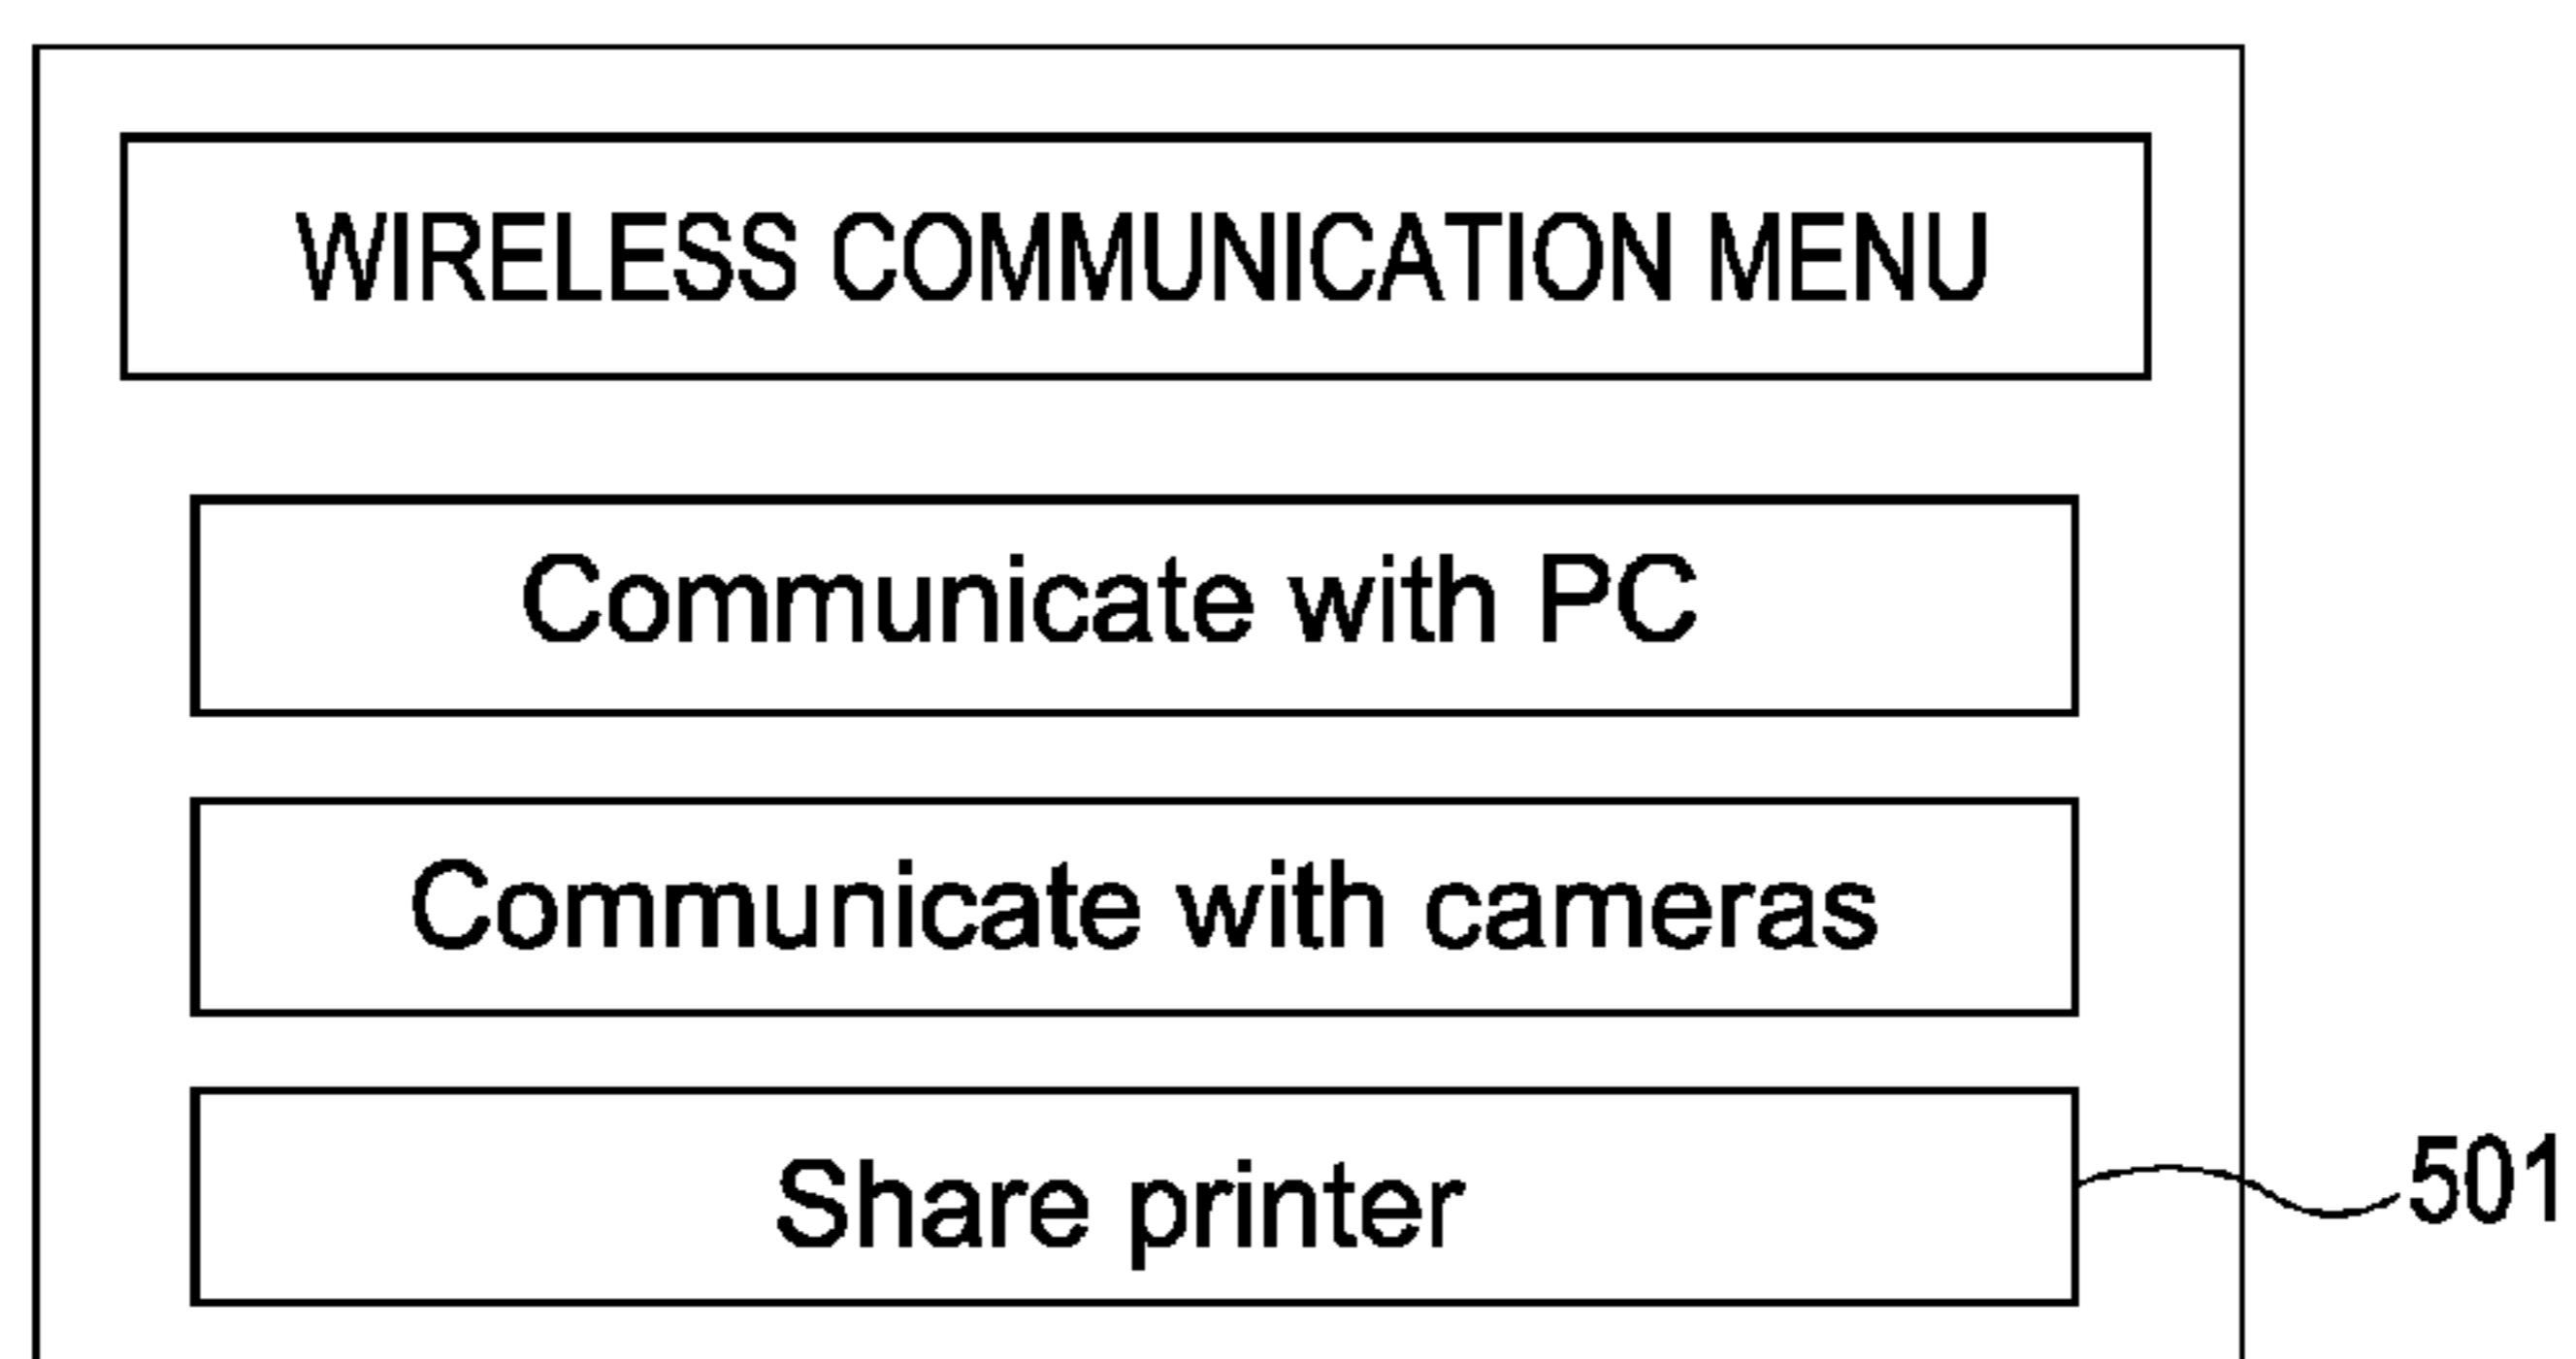 WIRELESS COMMUNICATION MENU
Communicate with PC
Communicate with cameras
Share printer
501